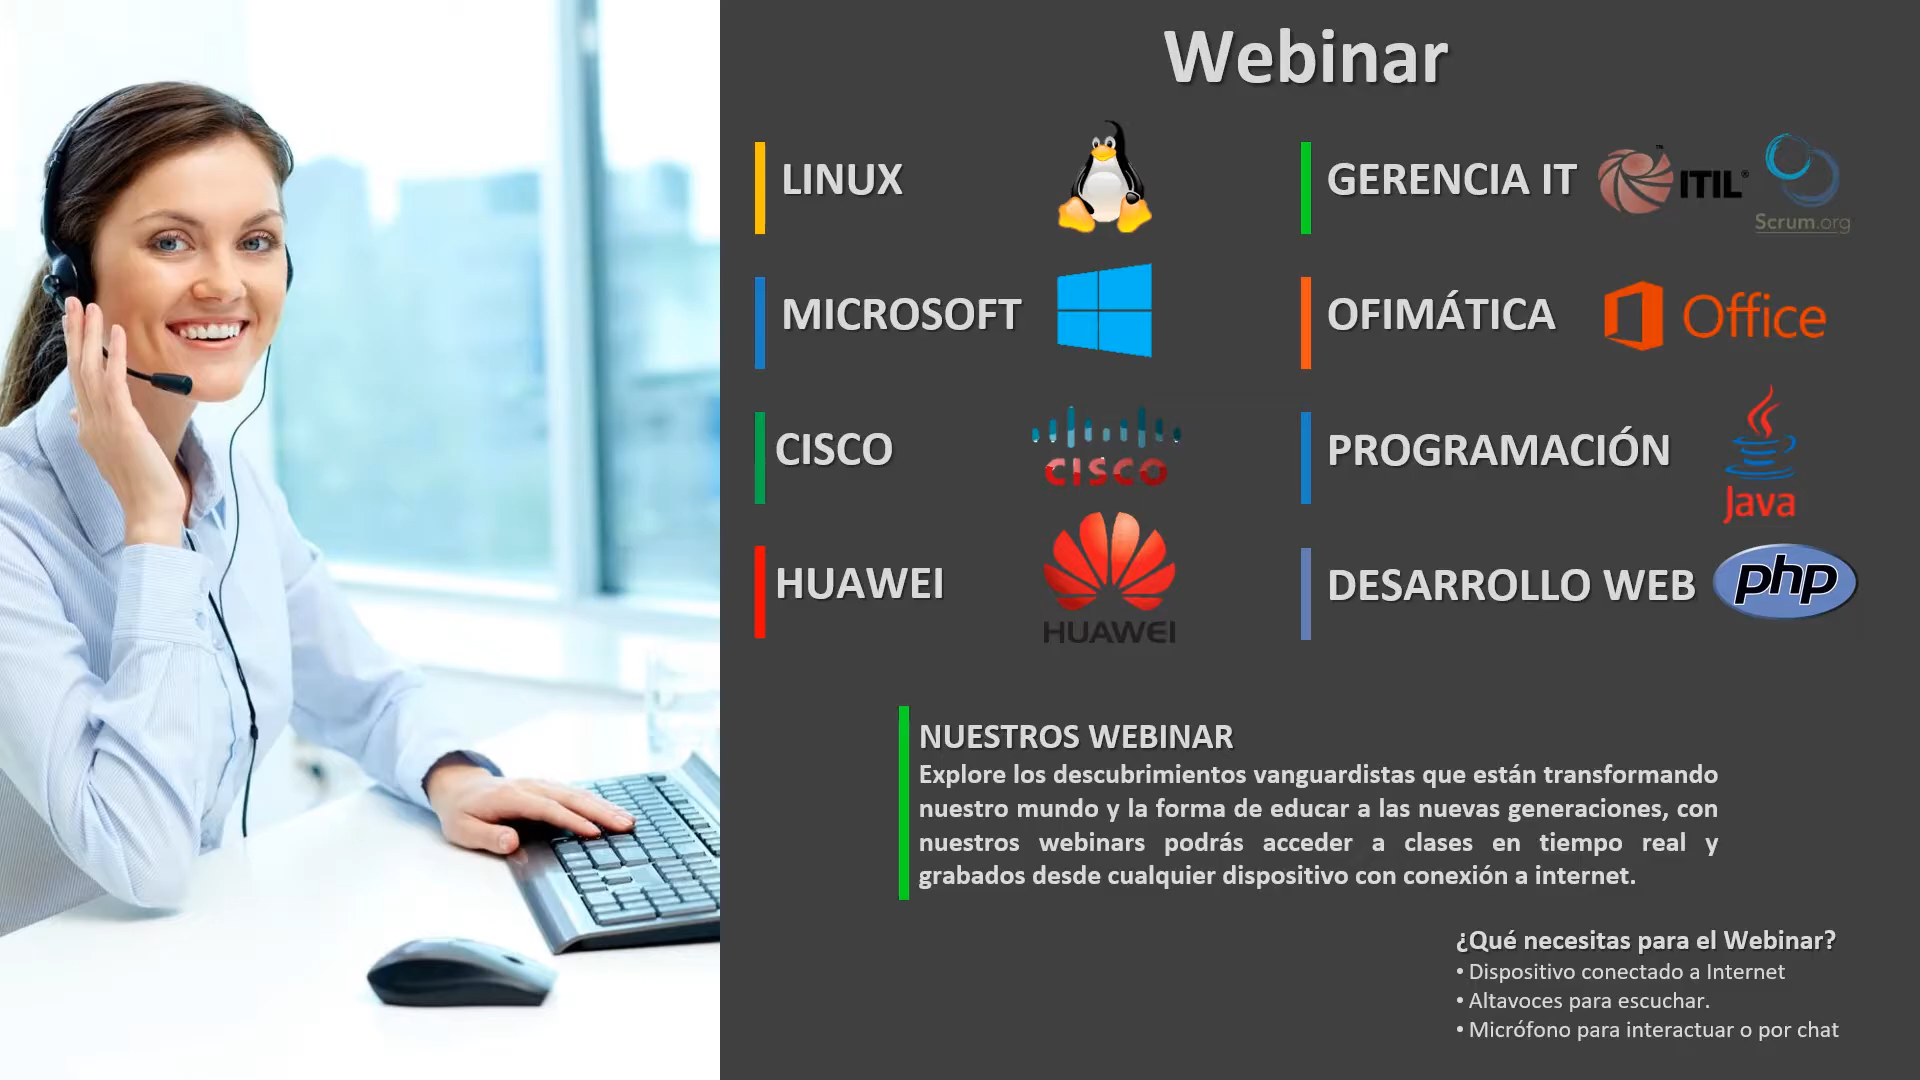 Webinar
LINUX
GERENCIA IT
ITIL®
™
Scrum.org
MICROSOFT
OFIMÁTICA
Office
CISCO
CISCO
PROGRAMACIÓN
Java
HUAWEI
HUAWEI
DESARROLLO WEB
php
NUESTROS WEBINAR
Explore los descubrimientos vanguardistas que están transformando
nuestro mundo y la forma de educar a las nuevas generaciones, con
nuestros webinars podrás acceder a clases en tiempo real y
grabados desde cualquier dispositivo con conexión a internet.
¿Qué necesitas para el Webinar?
• Dispositivo conectado a Internet
• Altavoces para escuchar.
• Micrófono para interactuar o por chat